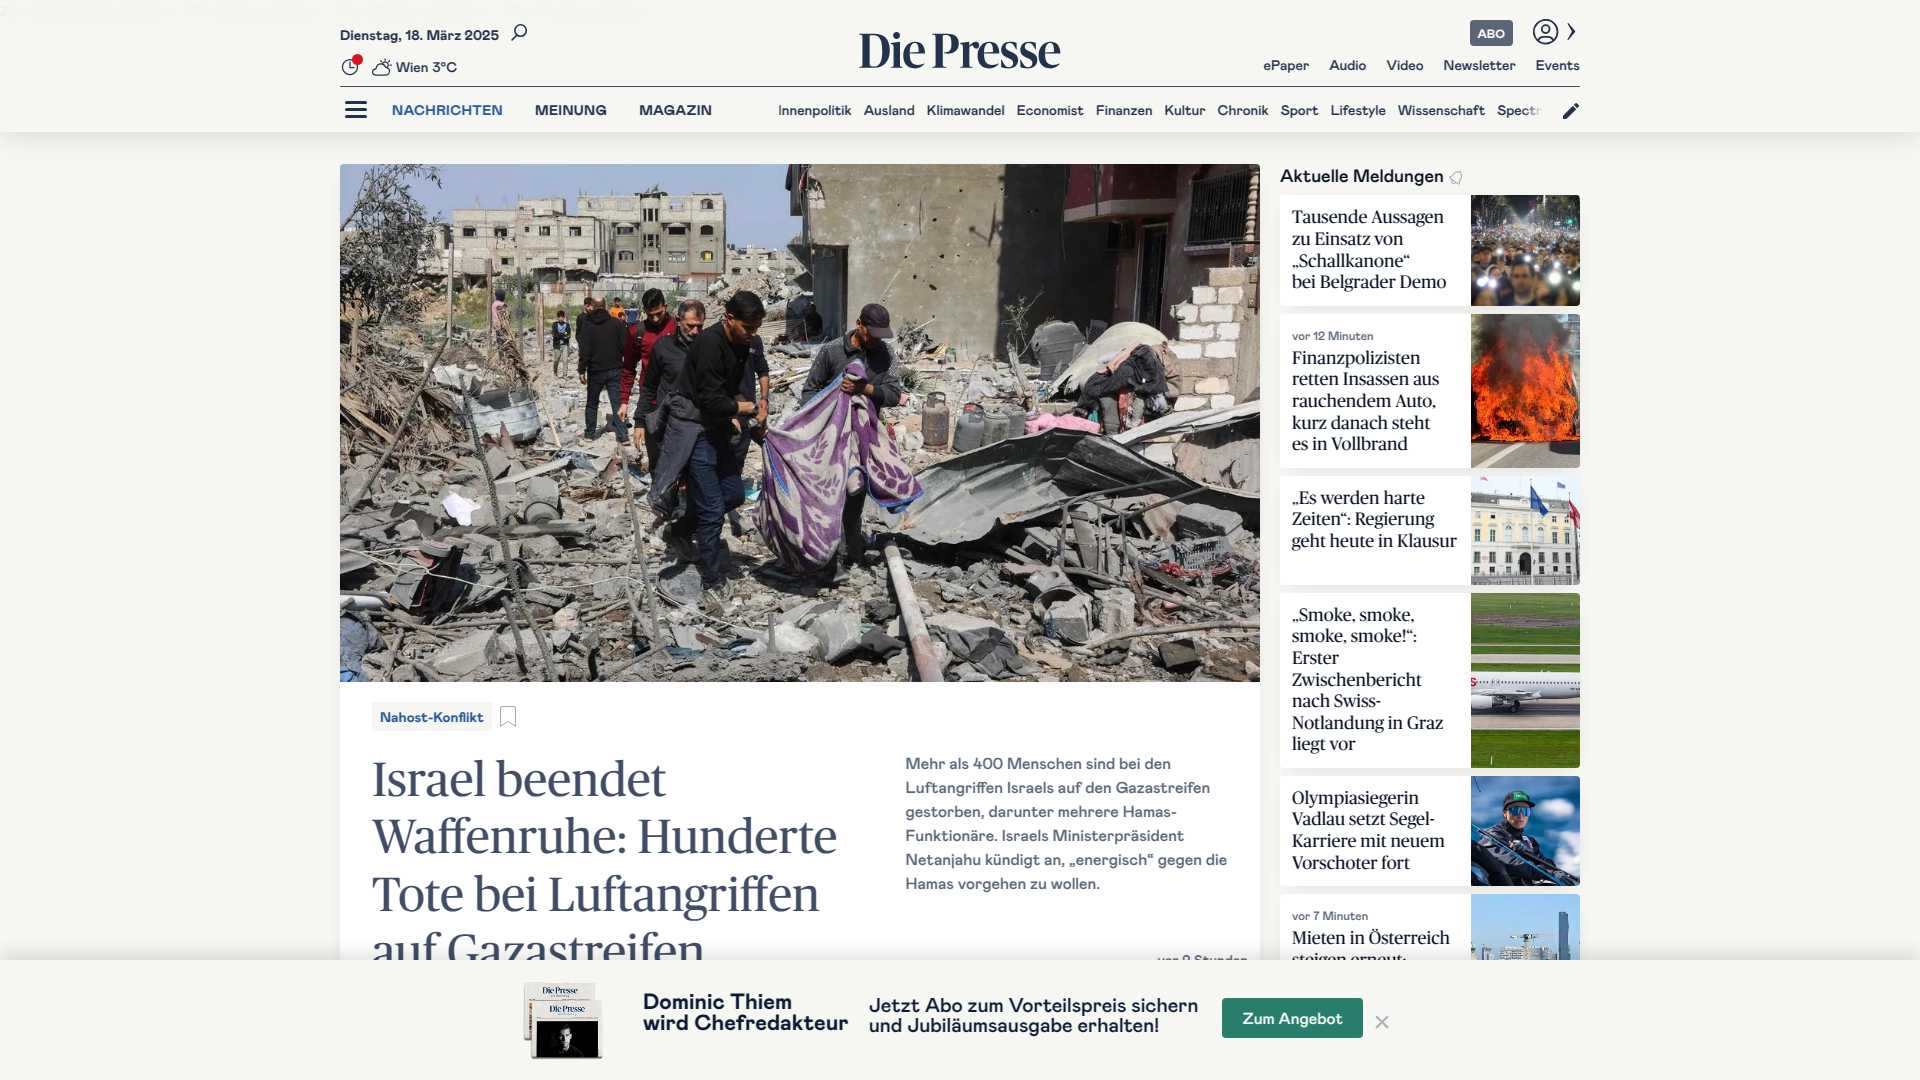 Dienstag, 18. März 2025
Wien 3°C
Die Presse
ABO
ePaper Audio Video Newsletter Events
NACHRICHTEN MEINUNG MAGAZIN
Innenpolitik Ausland Klimawandel Economist Finanzen Kultur Chronik Sport Lifestyle Wissenschaft
Nahost-Konflikt
Israel beendet
Waffenruhe: Hunderte
Tote bei Luftangriffen
auf Gazastreifen
Mehr als 400 Menschen sind bei den
Luftangriffen Israels auf den Gazastreifen
gestorben, darunter mehrere Hamas-
Funktionäre. Israels Ministerpräsident
Netanjahu kündigt an, „energisch“ gegen die
Hamas vorgehen zu wollen.
Aktuelle Meldungen
Tausende Aussagen
zu Einsatz von
„Schallkanone“
bei Belgrader Demo
vor 12 Minuten
Finanzpolizisten
retten Insassen aus
rauchendem Auto,
kurz danach steht
es in Vollbrand
„Es werden harte
Zeiten“: Regierung
geht heute in Klausur
„Smoke, smoke,
smoke, smoke!“:
Erster
Zwischenbericht
nach Swiss-
Notlandung in Graz
liegt vor
Olympiasiegerin
Vadlau setzt Segel-
Karriere mit neuem
Vorschoter fort
vor 7 Minuten
Mieten in Österreich
steigen erneut:
Die Presse
Die Presse
Dominic Thiem
wird Chefredakteur
Jetzt Abo zum Vorteilspreis sichern
und Jubiläumsausgabe erhalten!
Zum Angebot